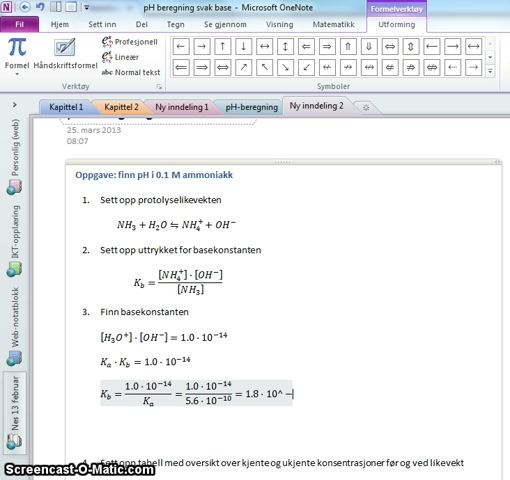 pH beregning svak base - Microsoft OneNote
Formelverktøy
Fil Hjem Sett inn Del Tegn Se gjennom Visning Matematikk Utforming
π Formel
Håndskriftsformel
Profesjonell
Lineær
abc Normal tekst
Verktøy
Symboler
Kapittel 1 Kapittel 2 Ny inndeling 1 pH-beregning Ny inndeling 2
Personlig (web)
IKT-opplæring
Web-notatblokk
Nes 13 februar
25. mars 2013
08:07
Oppgave: finn pH i 0.1 M ammoniakk
1. Sett opp protolyselikevekten
NH₃ + H₂O ⇋ NH₄⁺ + OH⁻
2. Sett opp uttrykket for basekonstanten
K_b = [NH₄⁺] · [OH⁻] / [NH₃]
3. Finn basekonstanten
[H₃O⁺] · [OH⁻] = 1.0 · 10⁻¹⁴
K_a · K_b = 1.0 · 10⁻¹⁴
K_b = 1.0 · 10⁻¹⁴ / K_a = 1.0 · 10⁻¹⁴ / 5.6 · 10⁻¹⁰ = 1.8 · 10^ −
4. Sett opp tabell med oversikt over kjente og ukjente konsentrasjoner før og ved likevekt
Screencast-O-Matic.com